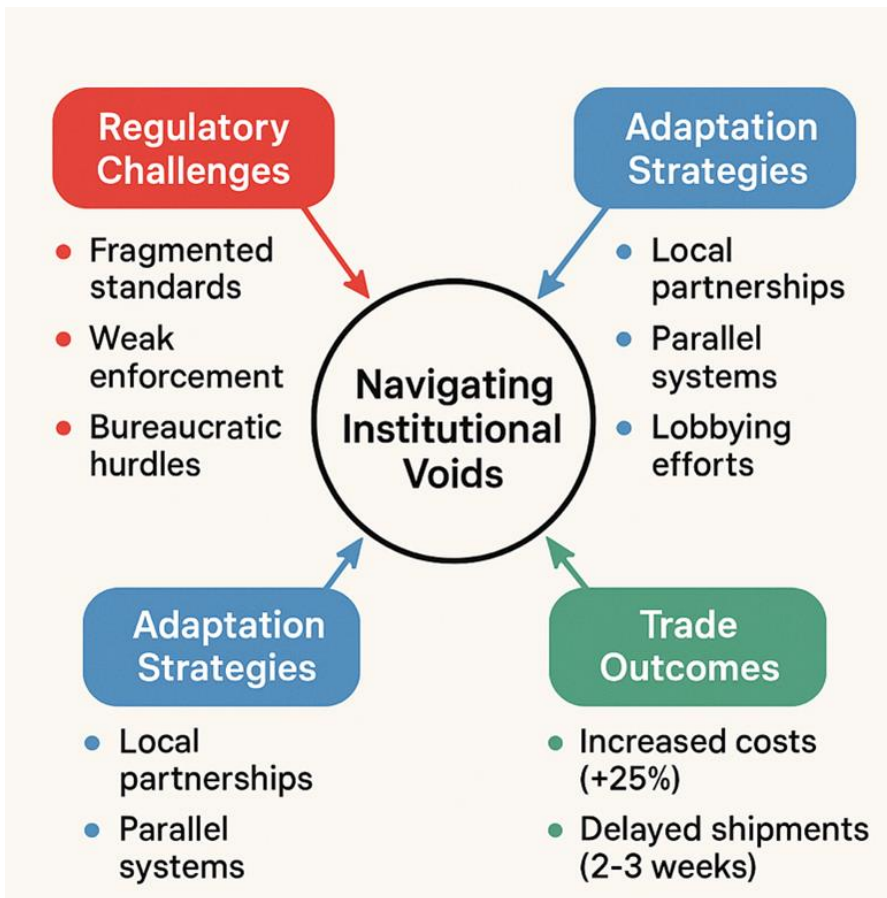 Regulatory
Challenges
Fragmented
standards
Weak
enforcement
Bureaucratic
hurdles
Adaptation
Strategies
Local
partnerships
Parallel
systems
Lobbying
efforts
Navigating
Institutional
Voids
Adaptation
Strategies
Local
partnerships
Parallel
systems
Trade
Outcomes
Increased costs
(+25%)
Delayed shipments
(2-3 weeks)